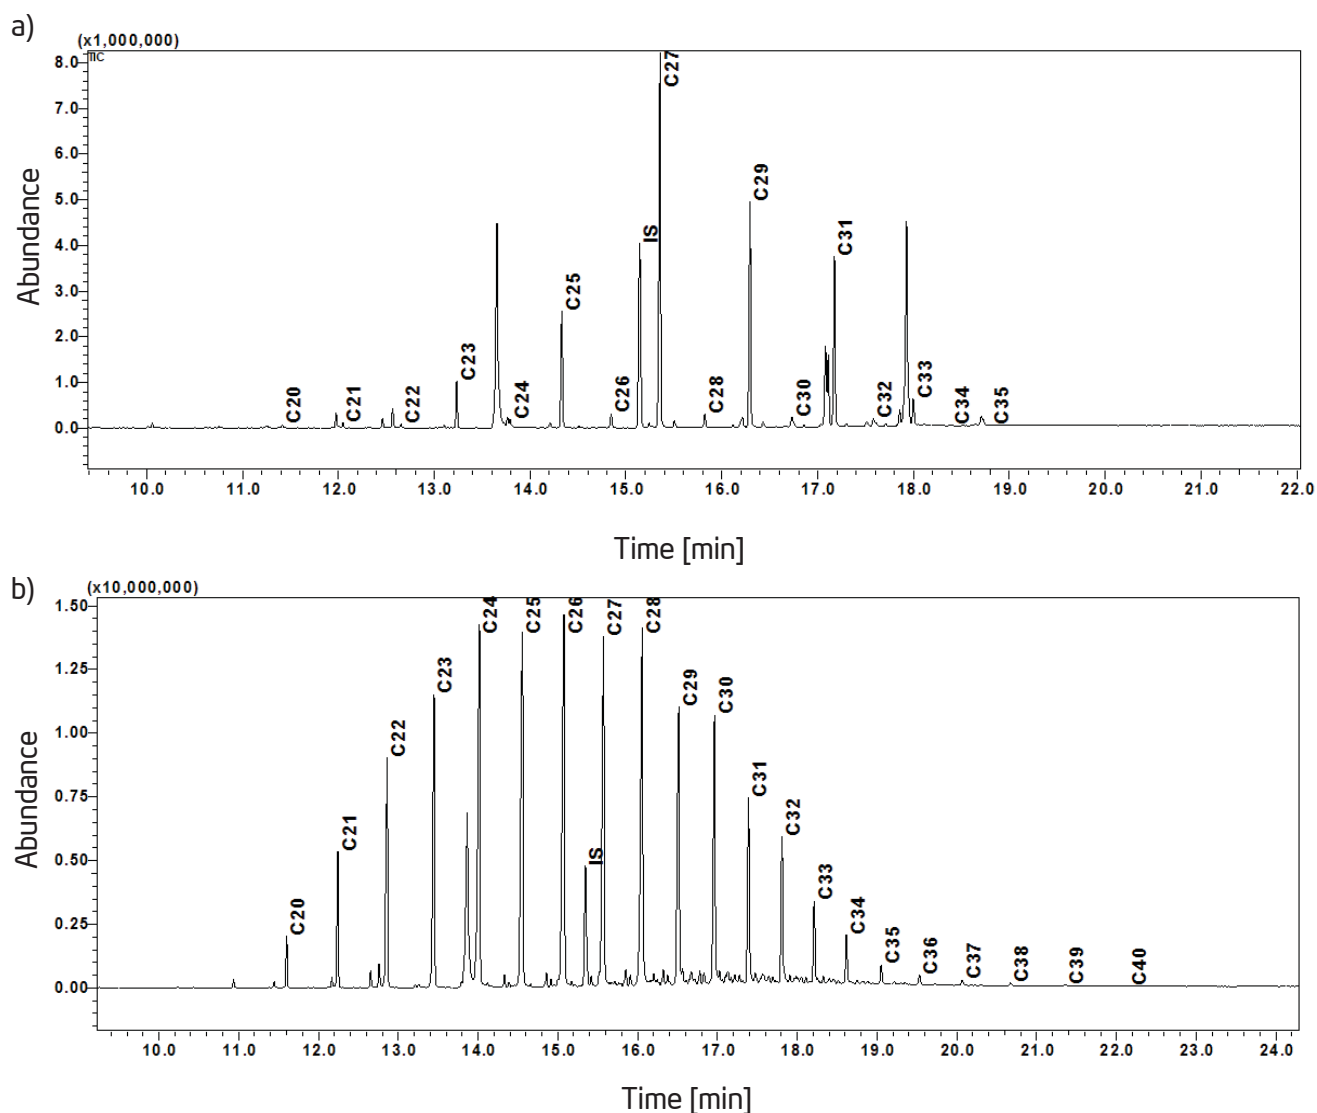 a)
(x1,000,000)
TIC
8.0
7.0
6.0
5.0
4.0
3.0
2.0
1.0
0.0
Abundance
C20
C21
C22
C23
C24
C25
C26
IS
C27
C28
C29
C30
C31
C32
C33
C34
C35
10.0 11.0 12.0 13.0 14.0 15.0 16.0 17.0 18.0 19.0 20.0 21.0 22.0
Time [min]
b)
(x10,000,000)
1.50
1.25
1.00
0.75
0.50
0.25
0.00
Abundance
C20
C21
C22
C23
C24
C25
C26
IS
C27
C28
C29
C30
C31
C32
C33
C34
C35
C36
C37
C38
C39
C40
10.0 11.0 12.0 13.0 14.0 15.0 16.0 17.0 18.0 19.0 20.0 21.0 22.0 23.0 24.0
Time [min]